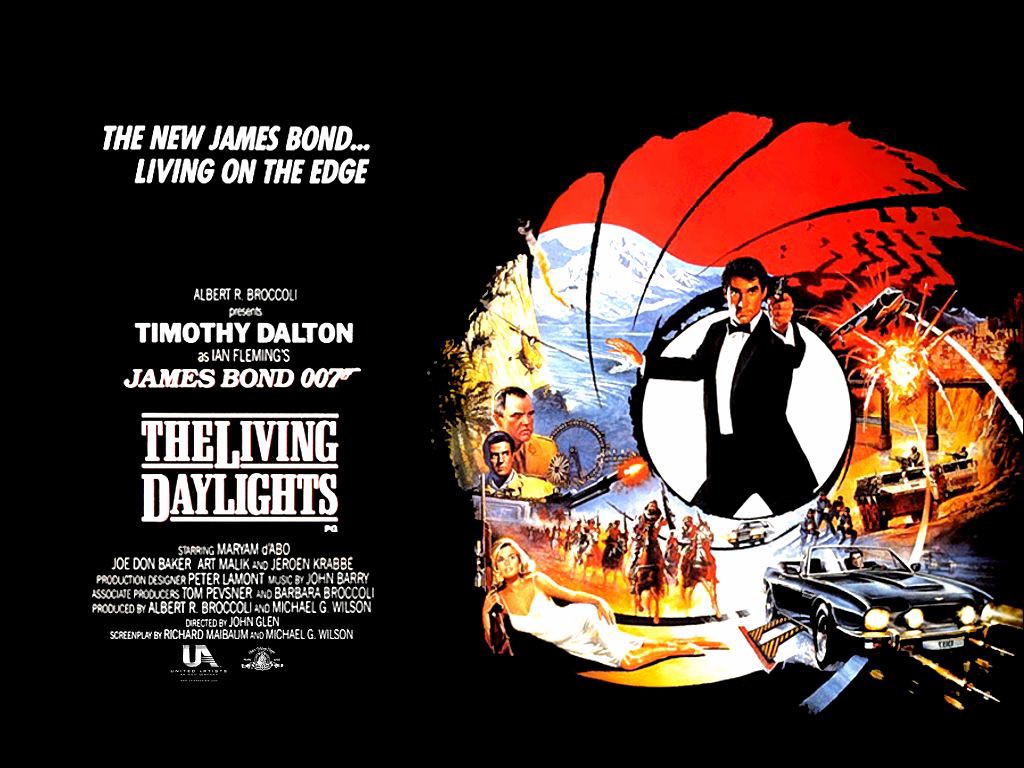 THE NEW JAMES BOND...
LIVING ON THE EDGE
ALBERT R. BROCCOLI
presents
TIMOTHY DALTON
as IAN FLEMING'S
JAMES BOND 007
THE LIVING
DAYLIGHTS
PG
STARRING MARYAM d'ABO
JOE DON BAKER ART MALIK AND JEROEN KRABBÉ
PRODUCTION DESIGNER PETER LAMONT MUSIC BY JOHN BARRY
ASSOCIATE PRODUCERS TOM PEVSNER AND BARBARA BROCCOLI
PRODUCED BY ALBERT R. BROCCOLI AND MICHAEL G. WILSON
DIRECTED BY JOHN GLEN
SCREENPLAY BY RICHARD MAIBAUM AND MICHAEL G. WILSON
UA
UNITED ARTISTS